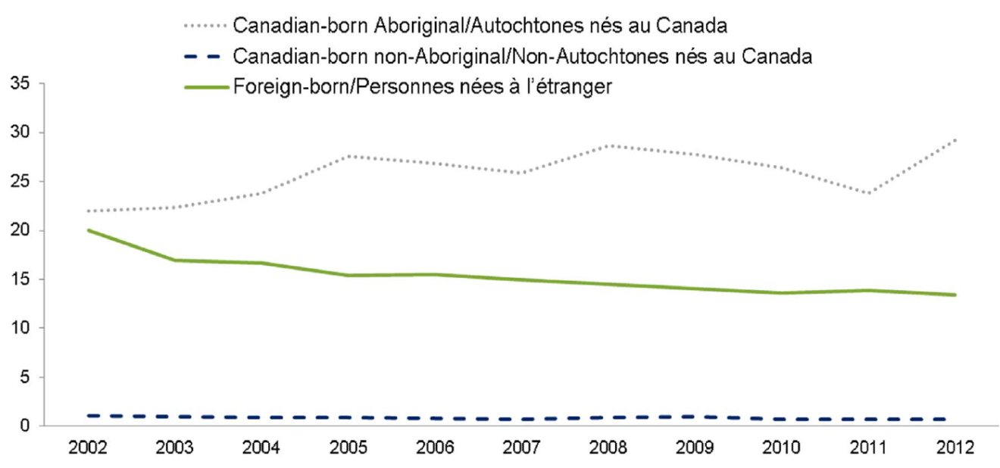 Canadian-born Aboriginal/Autochtones nés au Canada
Canadian-born non-Aboriginal/Non-Autochtones nés au Canada
Foreign-born/Personnes nées à l'étranger
35
30
25
20
15
10
5
0
2002 2003 2004 2005 2006 2007 2008 2009 2010 2011 2012